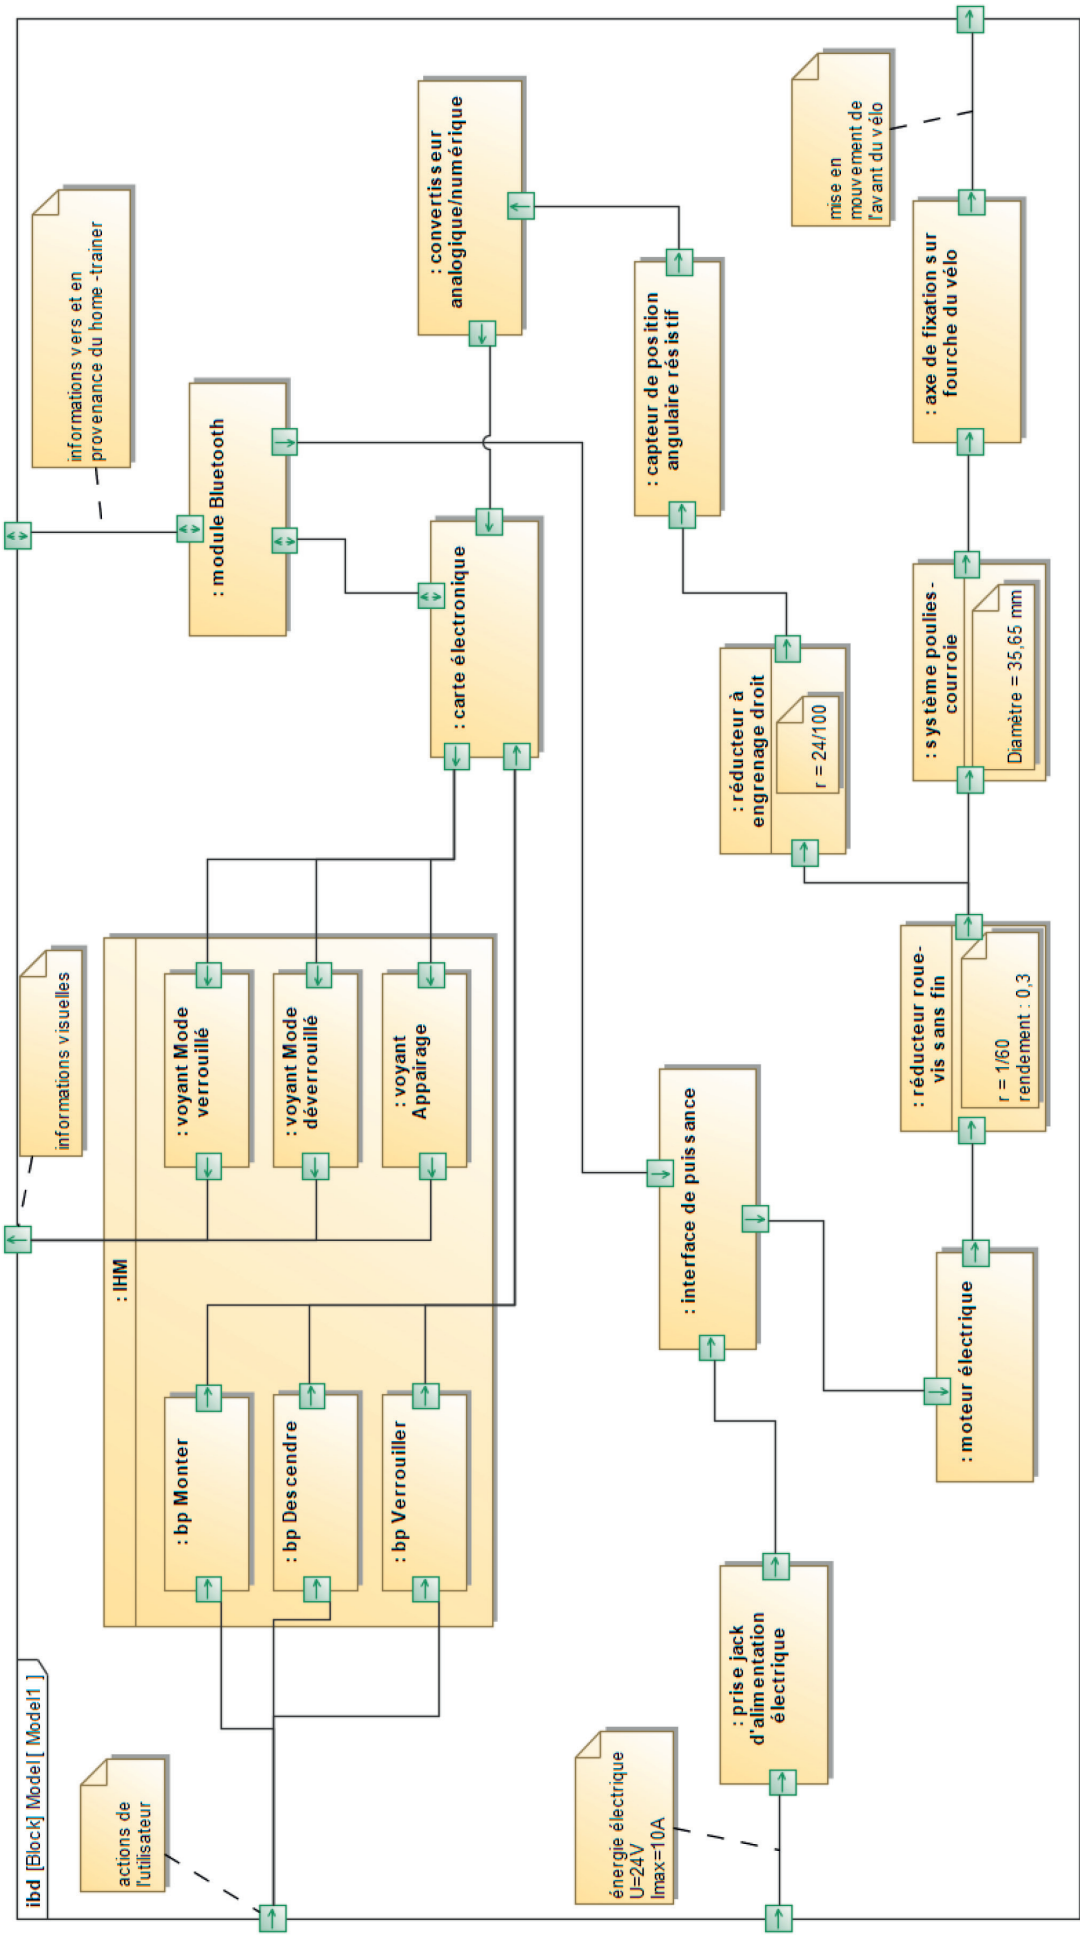 ibd [Block] Model [ Model1 ]
actions de
l'utilisateur
informations visuelles
informations vers et en
provenance du home -trainer
: IHM
: bp Monter
: bp Descendre
: bp Verrouiller
: voyant Mode
verrouillé
: voyant Mode
déverrouillé
: voyant
Appairage
: module Bluetooth
: carte électronique
: convertisseur
analogique/numérique
énergie électrique
U=24V
Imax=10A
: prise jack
d'alimentation
électrique
: interface de puissance
: moteur électrique
: réducteur roue-
vis sans fin
r = 1/60
rendement : 0,3
: réducteur à
engrenage droit
r = 24/100
: capteur de position
angulaire résistif
: système poulies-
courroie
Diamètre = 35,65 mm
: axe de fixation sur
fourche du vélo
mise en
mouvement de
l'avant du vélo